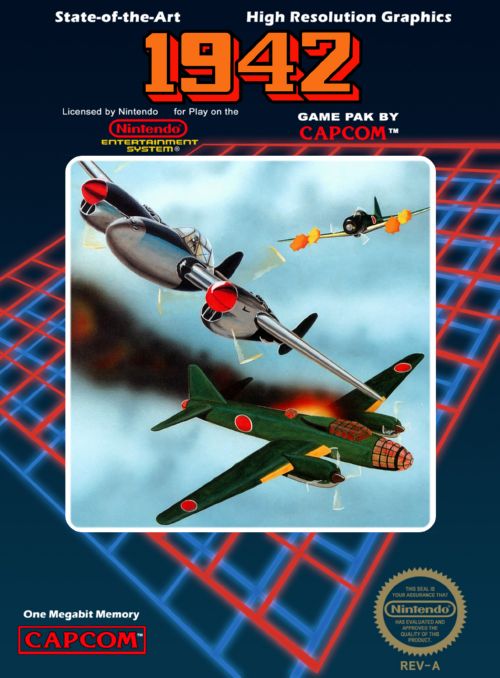 State-of-the-Art High Resolution Graphics
1942
Licensed by Nintendo for Play on the
Nintendo®
ENTERTAINMENT
SYSTEM®
GAME PAK BY
CAPCOM™
One Megabit Memory
CAPCOM™
THIS SEAL IS
YOUR ASSURANCE THAT
Nintendo®
HAS EVALUATED AND
APPROVED THE
QUALITY OF THIS
PRODUCT.
REV-A